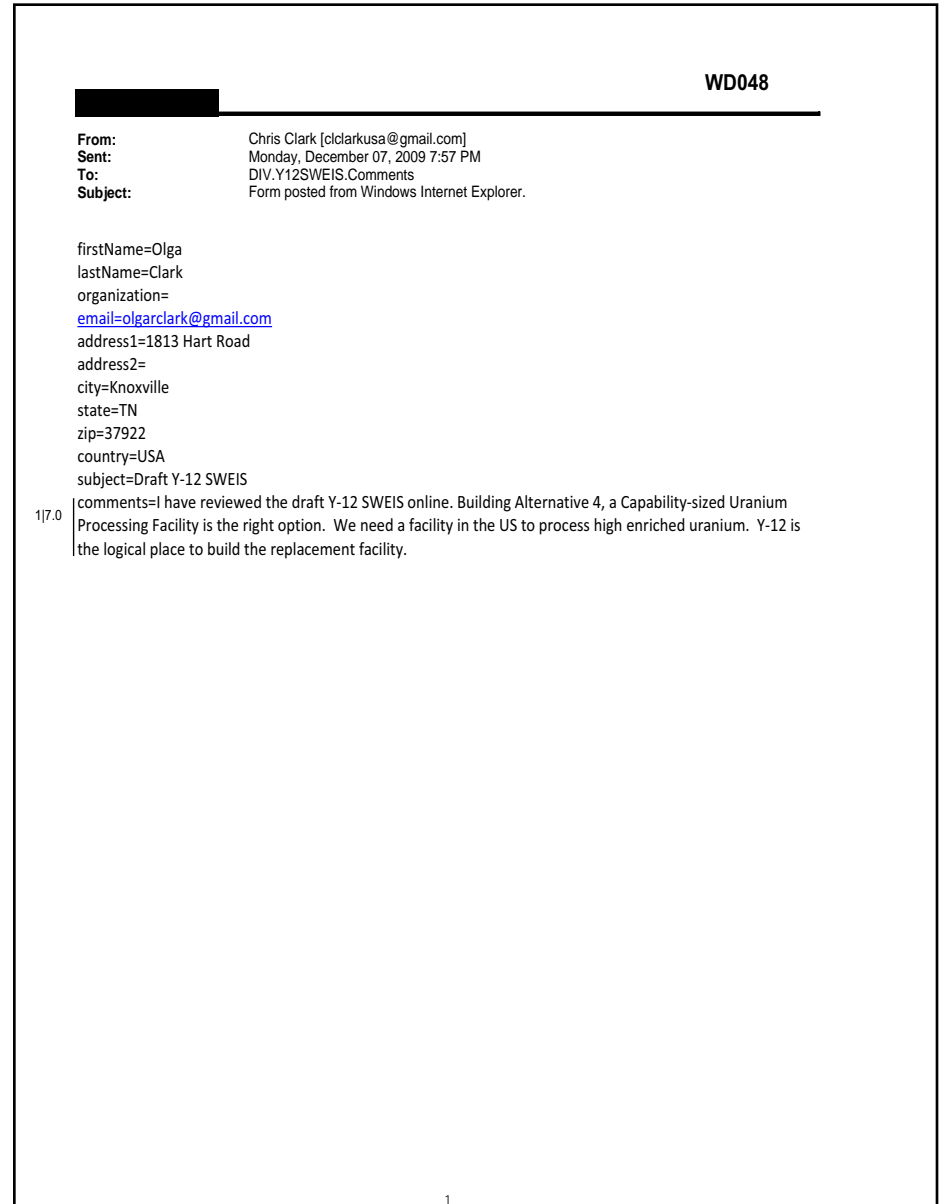 WD048
From: Chris Clark [clclarkusa@gmail.com]
Sent: Monday, December 07, 2009 7:57 PM
To: DIV.Y12SWEIS.Comments
Subject: Form posted from Windows Internet Explorer.
firstName=Olga
lastName=Clark
organization=
email=olgarclark@gmail.com
address1=1813 Hart Road
address2=
city=Knoxville
state=TN
zip=37922
country=USA
subject=Draft Y-12 SWEIS
comments=I have reviewed the draft Y-12 SWEIS online. Building Alternative 4, a Capability-sized Uranium
1|7.0 Processing Facility is the right option.  We need a facility in the US to process high enriched uranium.  Y-12 is
the logical place to build the replacement facility.
1